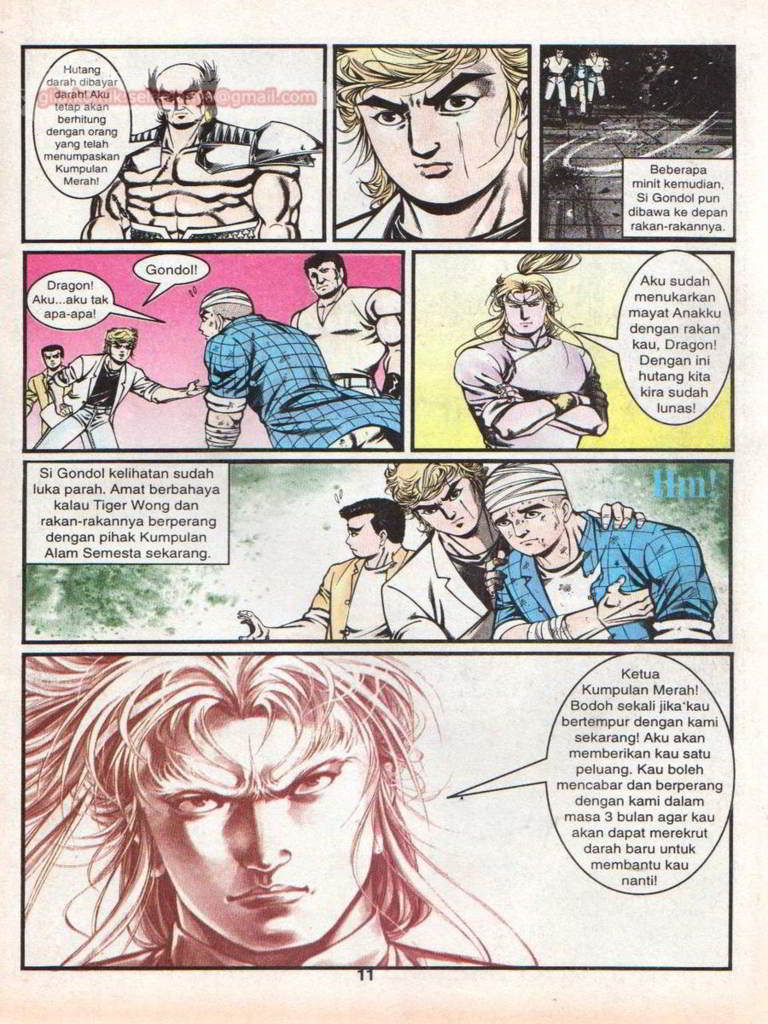 Hutang
darah dibayar
darah! Aku
tetap akan
berhitung
dengan orang
yang telah
menumpaskan
Kumpulan
Merah!
Beberapa
minit kemudian,
Si Gondol pun
dibawa ke depan
rakan-rakannya.
Gondol!
Dragon!
Aku...aku tak
apa-apa!
Aku sudah
menukarkan
mayat Anakku
dengan rakan
kau, Dragon!
Dengan ini
hutang kita
kira sudah
lunas!
Si Gondol kelihatan sudah
luka parah. Amat berbahaya
kalau Tiger Wong dan
rakan-rakannya berperang
dengan pihak Kumpulan
Alam Semesta sekarang.
Hm!
Ketua
Kumpulan Merah!
Bodoh sekali jika kau
bertempur dengan kami
sekarang! Aku akan
memberikan kau satu
peluang. Kau boleh
mencabar dan berperang
dengan kami dalam
masa 3 bulan agar kau
akan dapat merekrut
darah baru untuk
membantu kau
nanti!
11